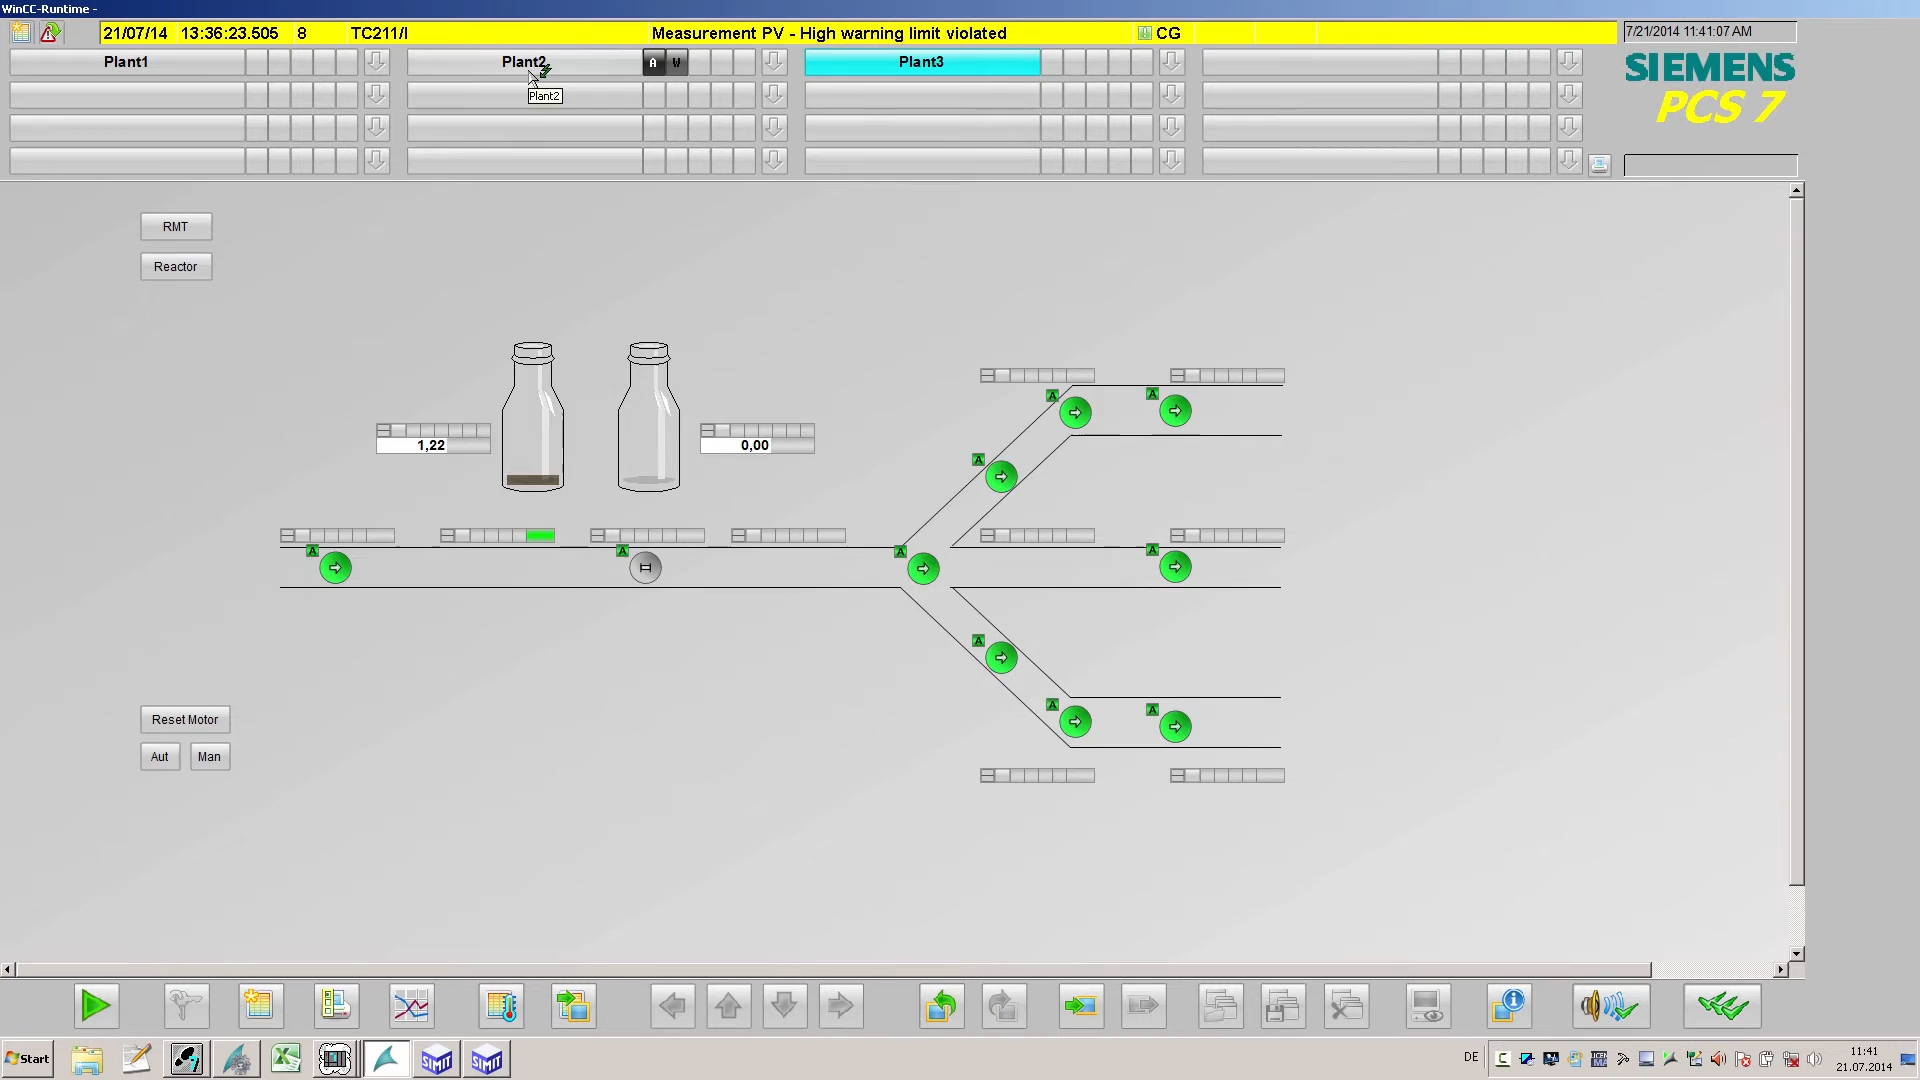 WinCC-Runtime -
21/07/14 13:36:23.505 8 TC211/I Measurement PV - High warning limit violated CG
7/21/2014 11:41:07 AM
Plant1
Plant2
A W
Plant3
Plant2
SIEMENS
PCS 7
RMT
Reactor
1,22
0,00
A
A
A
A
A
A
A
A
A
A
Reset Motor
Aut Man
Start
SIMIT
SIMIT
DE
11:41
21.07.2014